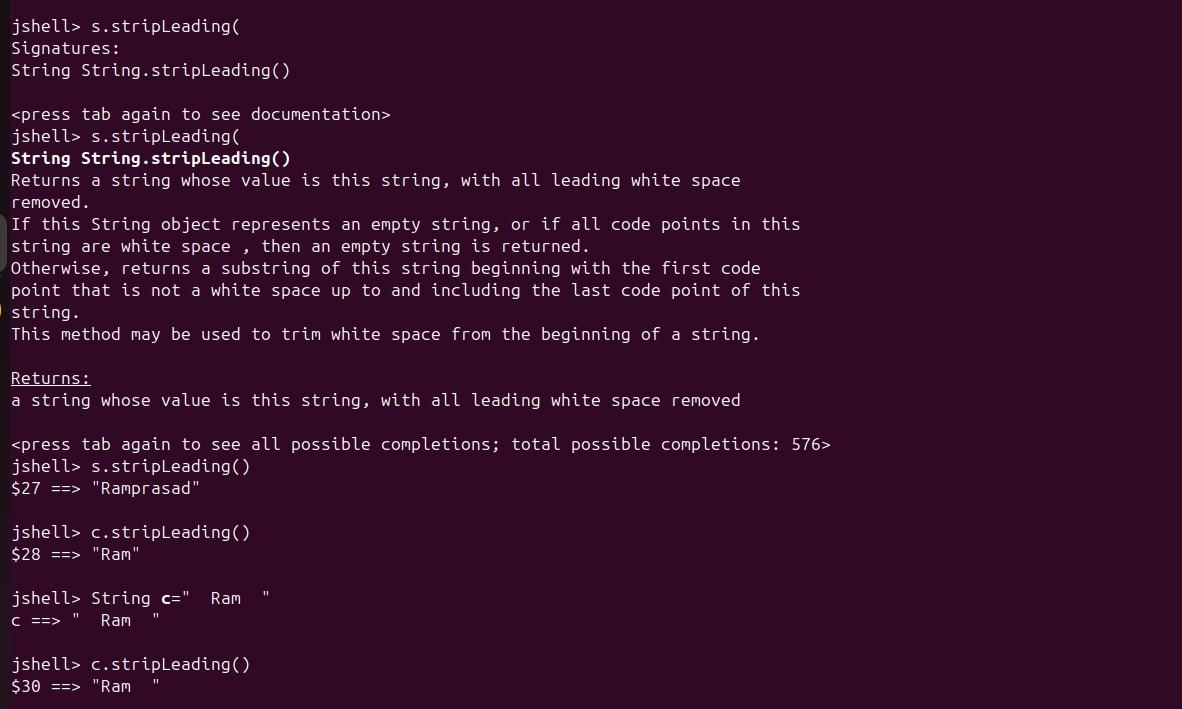 jshell> s.stripLeading(
Signatures:
String String.stripLeading()
<press tab again to see documentation>
jshell> s.stripLeading(
String String.stripLeading()
Returns a string whose value is this string, with all leading white space
removed.
If this String object represents an empty string, or if all code points in this
string are white space , then an empty string is returned.
Otherwise, returns a substring of this string beginning with the first code
point that is not a white space up to and including the last code point of this
string.
This method may be used to trim white space from the beginning of a string.
Returns:
a string whose value is this string, with all leading white space removed
<press tab again to see all possible completions; total possible completions: 576>
jshell> s.stripLeading()
$27 ==> "Ramprasad"
jshell> c.stripLeading()
$28 ==> "Ram"
jshell> String c="  Ram  "
c ==> "  Ram  "
jshell> c.stripLeading()
$30 ==> "Ram  "